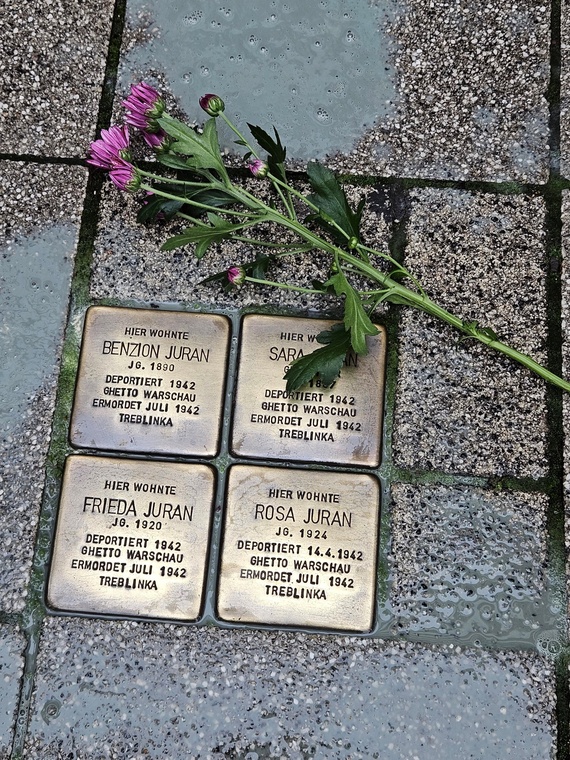 HIER WOHNTE
BENZION JURAN
JG. 1890
DEPORTIERT 1942
GHETTO WARSCHAU
ERMORDET JULI 1942
TREBLINKA
HIER WO
SARA
1897
DEPORTIERT 1942
GHETTO WARSCHAU
ERMORDET JULI 1942
TREBLINKA
HIER WOHNTE
FRIEDA JURAN
JG. 1920
DEPORTIERT 1942
GHETTO WARSCHAU
ERMORDET JULI 1942
TREBLINKA
HIER WOHNTE
ROSA JURAN
JG. 1924
DEPORTIERT 14.4.1942
GHETTO WARSCHAU
ERMORDET JULI 1942
TREBLINKA